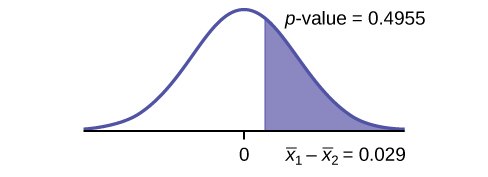 p-value = 0.4955
0 x̅₁ – x̅₂ = 0.029